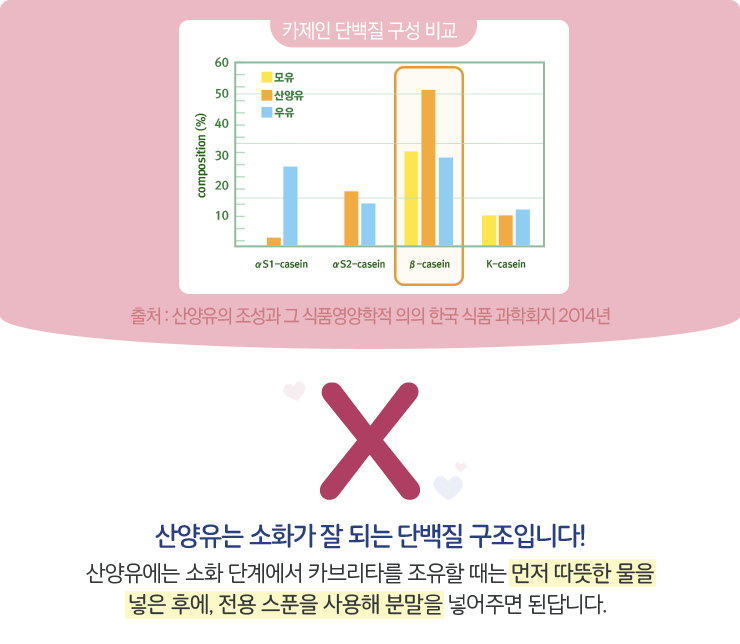 카제인 단백질 구성 비교
60
50
40
30
20
10
composition (%)
모유
산양유
우유
αS1-casein
αS2-casein
β-casein
K-casein
출처 : 산양유의 조성과 그 식품영양학적 의의 한국 식품 과학회지 2014년
산양유는 소화가 잘 되는 단백질 구조입니다!
산양유에는 소화 단계에서 카브리타를 조유할 때는 먼저 따뜻한 물을
넣은 후에, 전용 스푼을 사용해 분말을 넣어주면 된답니다.